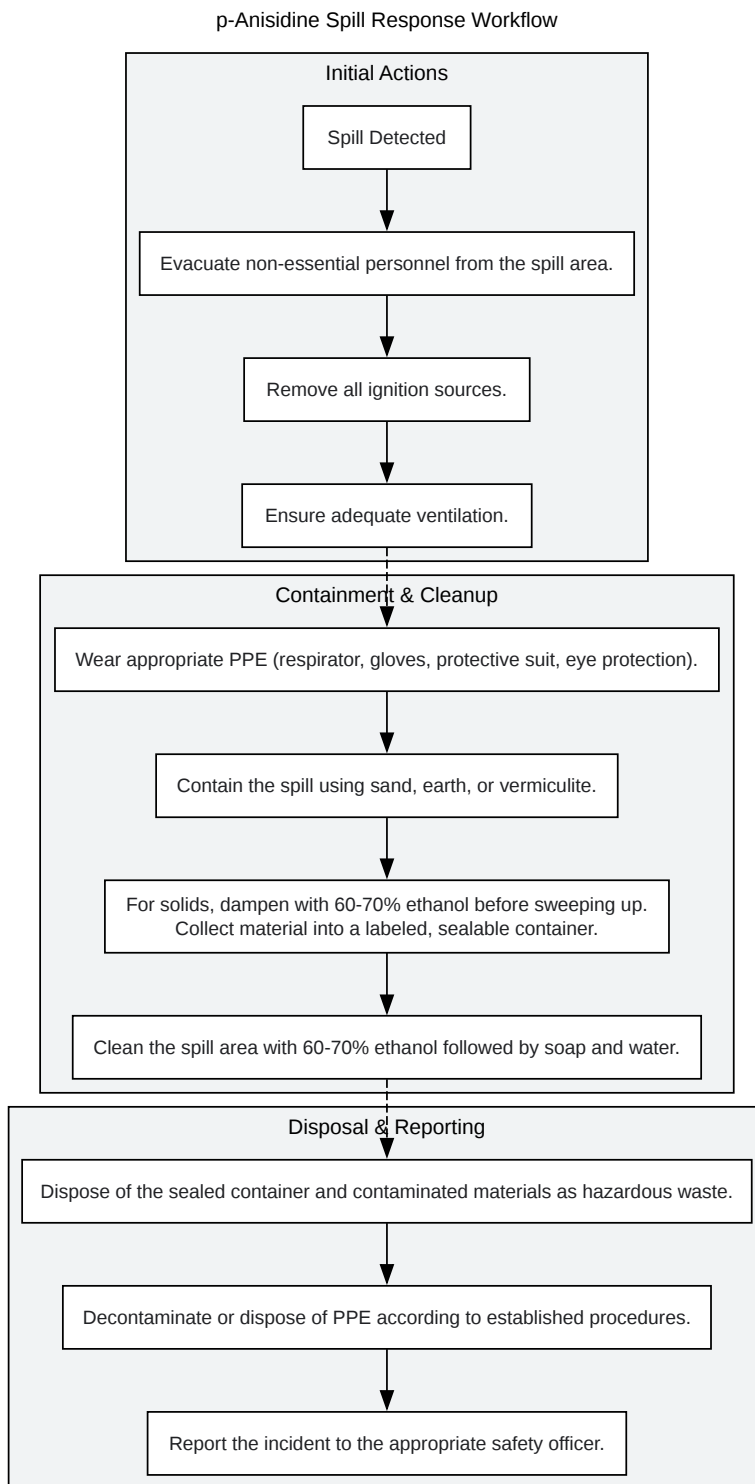 p-Anisidine Spill Response Workflow
Initial Actions
Spill Detected
Evacuate non-essential personnel from the spill area.
Remove all ignition sources.
Ensure adequate ventilation.
Containment & Cleanup
Wear appropriate PPE (respirator, gloves, protective suit, eye protection).
Contain the spill using sand, earth, or vermiculite.
For solids, dampen with 60-70% ethanol before sweeping up.
Collect material into a labeled, sealable container.
Clean the spill area with 60-70% ethanol followed by soap and water.
Disposal & Reporting
Dispose of the sealed container and contaminated materials as hazardous waste.
Decontaminate or dispose of PPE according to established procedures.
Report the incident to the appropriate safety officer.